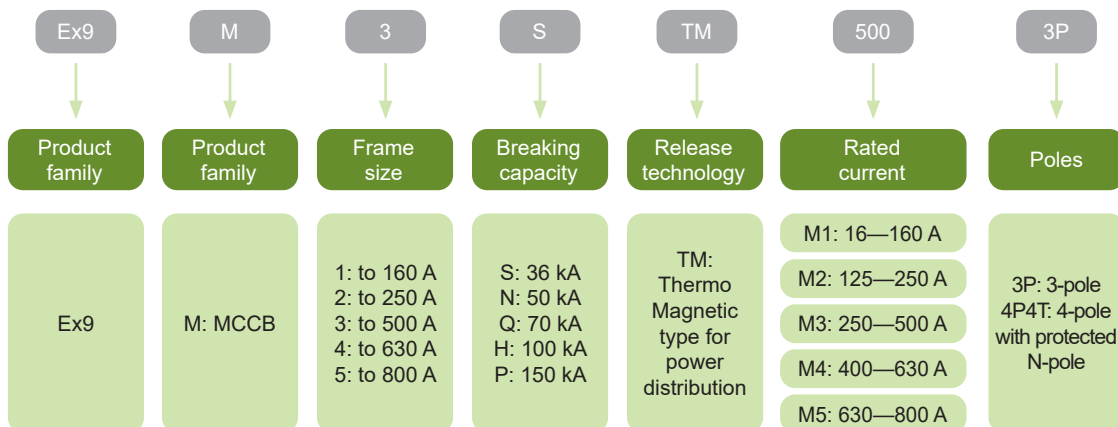 Ex9
M
3
S
TM
500
3P
Product
family
Product
family
Frame
size
Breaking
capacity
Release
technology
Rated
current
Poles
Ex9
M: MCCB
1: to 160 A
2: to 250 A
3: to 500 A
4: to 630 A
5: to 800 A
S: 36 kA
N: 50 kA
Q: 70 kA
H: 100 kA
P: 150 kA
TM:
Thermo
Magnetic
type for
power
distribution
M1: 16—160 A
M2: 125—250 A
M3: 250—500 A
M4: 400—630 A
M5: 630—800 A
3P: 3-pole
4P4T: 4-pole
with protected
N-pole